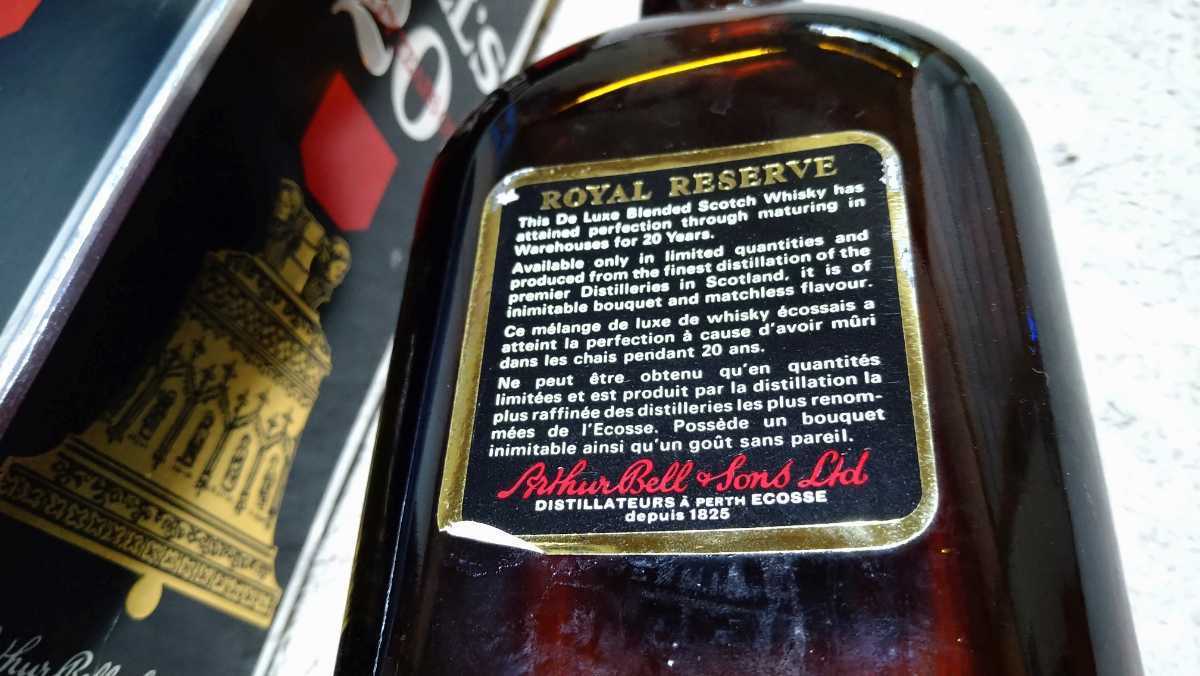 20
ROYAL RESERVE
This De Luxe Blended Scotch Whisky has
attained perfection through maturing in
Warehouses for 20 Years.
Available only in limited quantities and
produced from the finest distillation of the
premier Distilleries in Scotland, it is of
inimitable bouquet and matchless flavour.
Ce mélange de luxe de whisky écossais a
atteint la perfection à cause d'avoir mûri
dans les chais pendant 20 ans.
Ne peut être obtenu qu'en quantités
limitées et est produit par la distillation la
plus raffinée des distilleries les plus renom-
mées de l'Ecosse. Possède un bouquet
inimitable ainsi qu'un goût sans pareil.
Arthur Bell & Sons Ltd
DISTILLATEURS À PERTH ECOSSE
depuis 1825